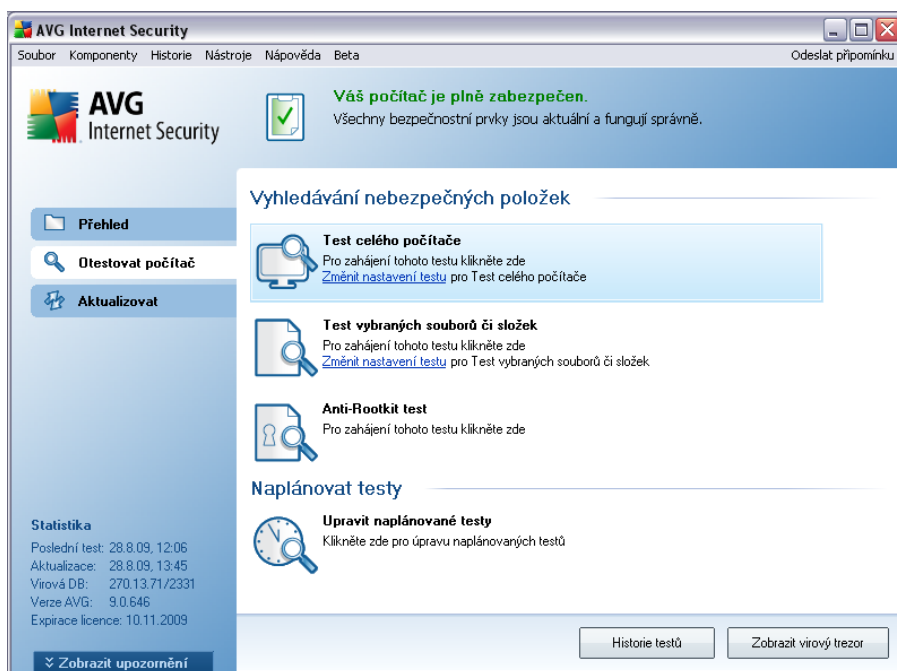 AVG Internet Security
Soubor Komponenty Historie Nástroje Nápověda Beta Odeslat připomínku
AVG
Internet Security
Váš počítač je plně zabezpečen.
Všechny bezpečnostní prvky jsou aktuální a fungují správně.
Přehled
Otestovat počítač
Aktualizovat
Vyhledávání nebezpečných položek
Test celého počítače
Pro zahájení tohoto testu klikněte zde
Změnit nastavení testu pro Test celého počítače
Test vybraných souborů či složek
Pro zahájení tohoto testu klikněte zde
Změnit nastavení testu pro Test vybraných souborů či složek
Anti-Rootkit test
Pro zahájení tohoto testu klikněte zde
Naplánovat testy
Upravit naplánované testy
Klikněte zde pro úpravu naplánovaných testů
Statistika
Poslední test: 28.8.09, 12:06
Aktualizace: 28.8.09, 13:45
Virová DB: 270.13.71/2331
Verze AVG: 9.0.646
Expirace licence: 10.11.2009
Zobrazit upozornění
Historie testů
Zobrazit virový trezor